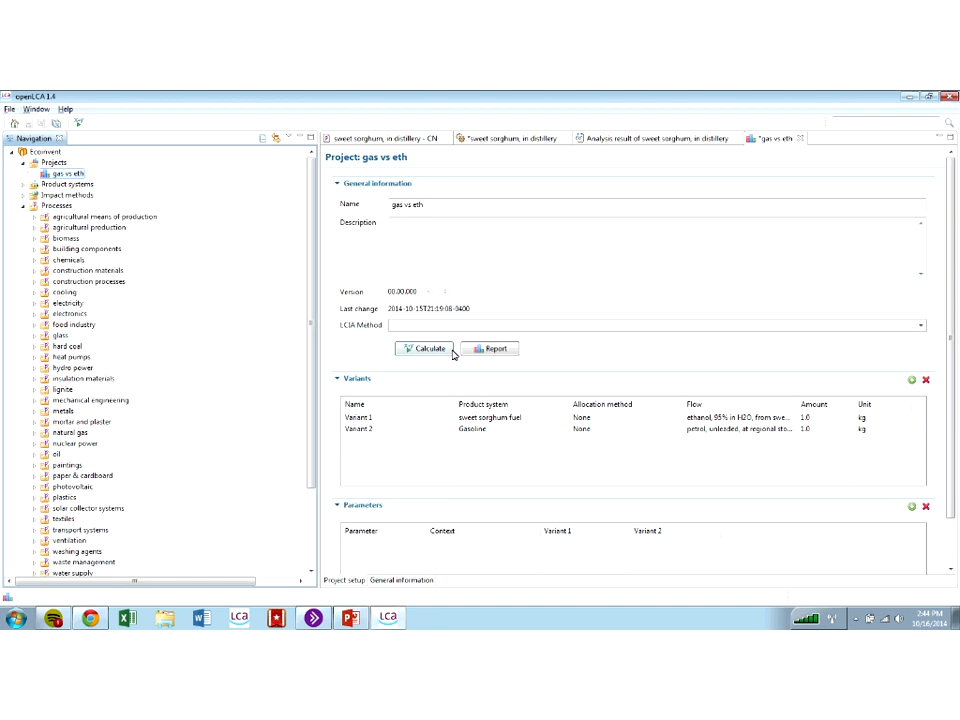 openLCA 1.4
File Window Help
Navigation
sweet sorghum, in distillery - CN
*sweet sorghum, in distillery
Analysis result of sweet sorghum, in distillery
*gas vs eth
Ecoinvent
Projects
gas vs eth
Product systems
Impact methods
Processes
agricultural means of production
agricultural production
biomass
building components
chemicals
construction materials
construction processes
cooling
electricity
electronics
food industry
glass
hard coal
heat pumps
hydro power
insulation materials
lignite
mechanical engineering
metals
mortar and plaster
natural gas
nuclear power
oil
paintings
paper & cardboard
photovoltaic
plastics
solar collector systems
textiles
transport systems
ventilation
washing agents
waste management
water supply
Project: gas vs eth
General information
Name gas vs eth
Description
Version 00.00.000
Last change 2014-10-15T21:19:08-0400
LCIA Method
Calculate Report
Variants
Name Product system Allocation method Flow Amount Unit
Variant 1 sweet sorghum fuel None ethanol, 95% in H2O, from swe... 1.0 kg
Variant 2 Gasoline None petrol, unleaded, at regional sto... 1.0 kg
Parameters
Parameter Context Variant 1 Variant 2
Project setup General information
LCA
LCA
2:44 PM
10/16/2014